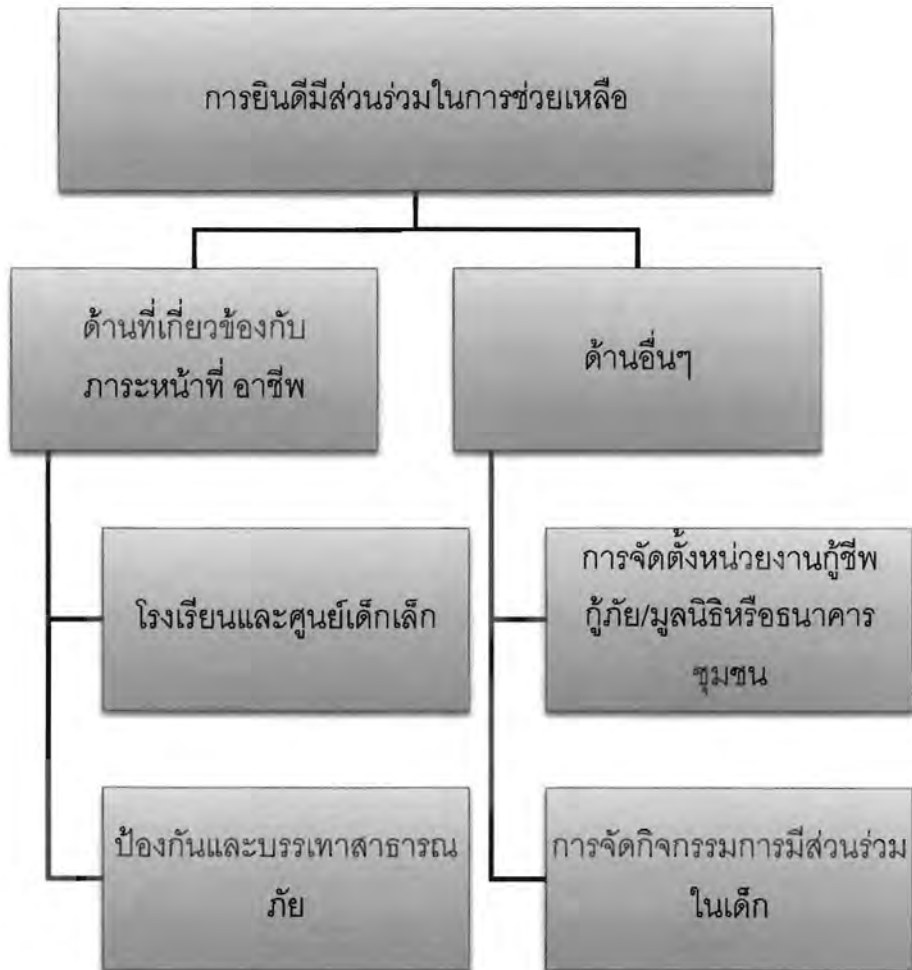 การยินดีมีส่วนร่วมในการช่วยเหลือ
ด้านที่เกี่ยวข้องกับ
ภาระหน้าที่ อาชีพ
ด้านอื่นๆ
โรงเรียนและศูนย์เด็กเล็ก
การจัดตั้งหน่วยงานกู้ชีพ
กู้ภัย/มูลนิธิหรือธนาคาร
ชุมชน
ป้องกันและบรรเทาสาธารณ
ภัย
การจัดกิจกรรมการมีส่วนร่วม
ในเด็ก